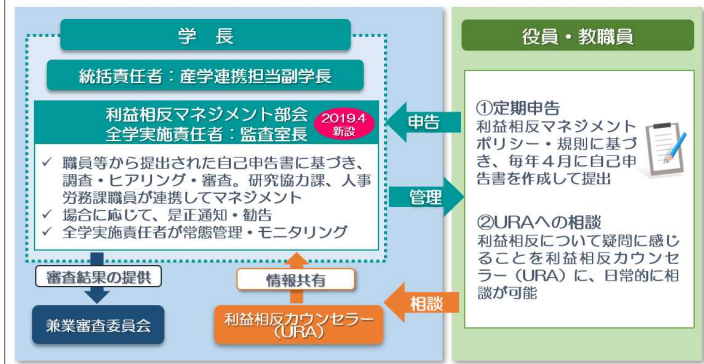 学 長
統括責任者：産学連携担当副学長
利益相反マネジメント部会
全学実施責任者：監査室長
2019.4
新設
✓ 職員等から提出された自己申告書に基づき、
調査・ヒアリング・審査。研究協力課、人事
労務課職員が連携してマネジメント
✓ 場合に応じて、是正通知・勧告
✓ 全学実施責任者が常態管理・モニタリング
審査結果の提供
情報共有
兼業審査委員会
利益相反カウンセラー
（URA）
申告
管理
相談
役員・教職員
①定期申告
利益相反マネジメント
ポリシー・規則に基づ
き、毎年４月に自己申
告書を作成して提出
②URAへの相談
利益相反について疑問に感じ
ることを利益相反カウンセ
ラー（URA）に、日常的に相
談が可能